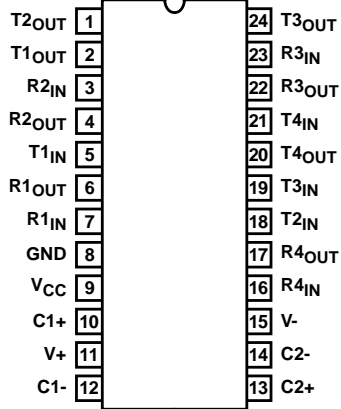 T2OUT 1 24 T3OUT
T1OUT 2 23 R3IN
R2IN 3 22 R3OUT
R2OUT 4 21 T4IN
T1IN 5 20 T4OUT
R1OUT 6 19 T3IN
R1IN 7 18 T2IN
GND 8 17 R4OUT
VCC 9 16 R4IN
C1+ 10 15 V-
V+ 11 14 C2-
C1- 12 13 C2+